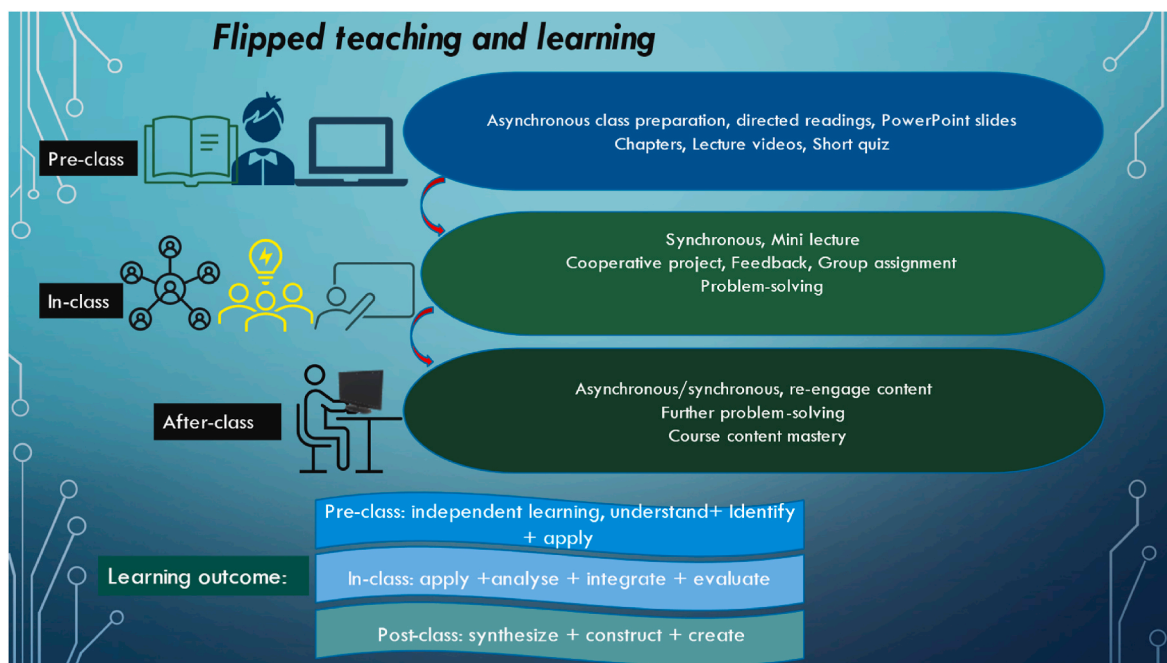 Flipped teaching and learning
Pre-class
Asynchronous class preparation, directed readings, PowerPoint slides
Chapters, Lecture videos, Short quiz
In-class
Synchronous, Mini lecture
Cooperative project, Feedback, Group assignment
Problem-solving
After-class
Asynchronous/synchronous, re-engage content
Further problem-solving
Course content mastery
Learning outcome:
Pre-class: independent learning, understand+ Identify
+ apply
In-class: apply +analyse + integrate + evaluate
Post-class: synthesize + construct + create